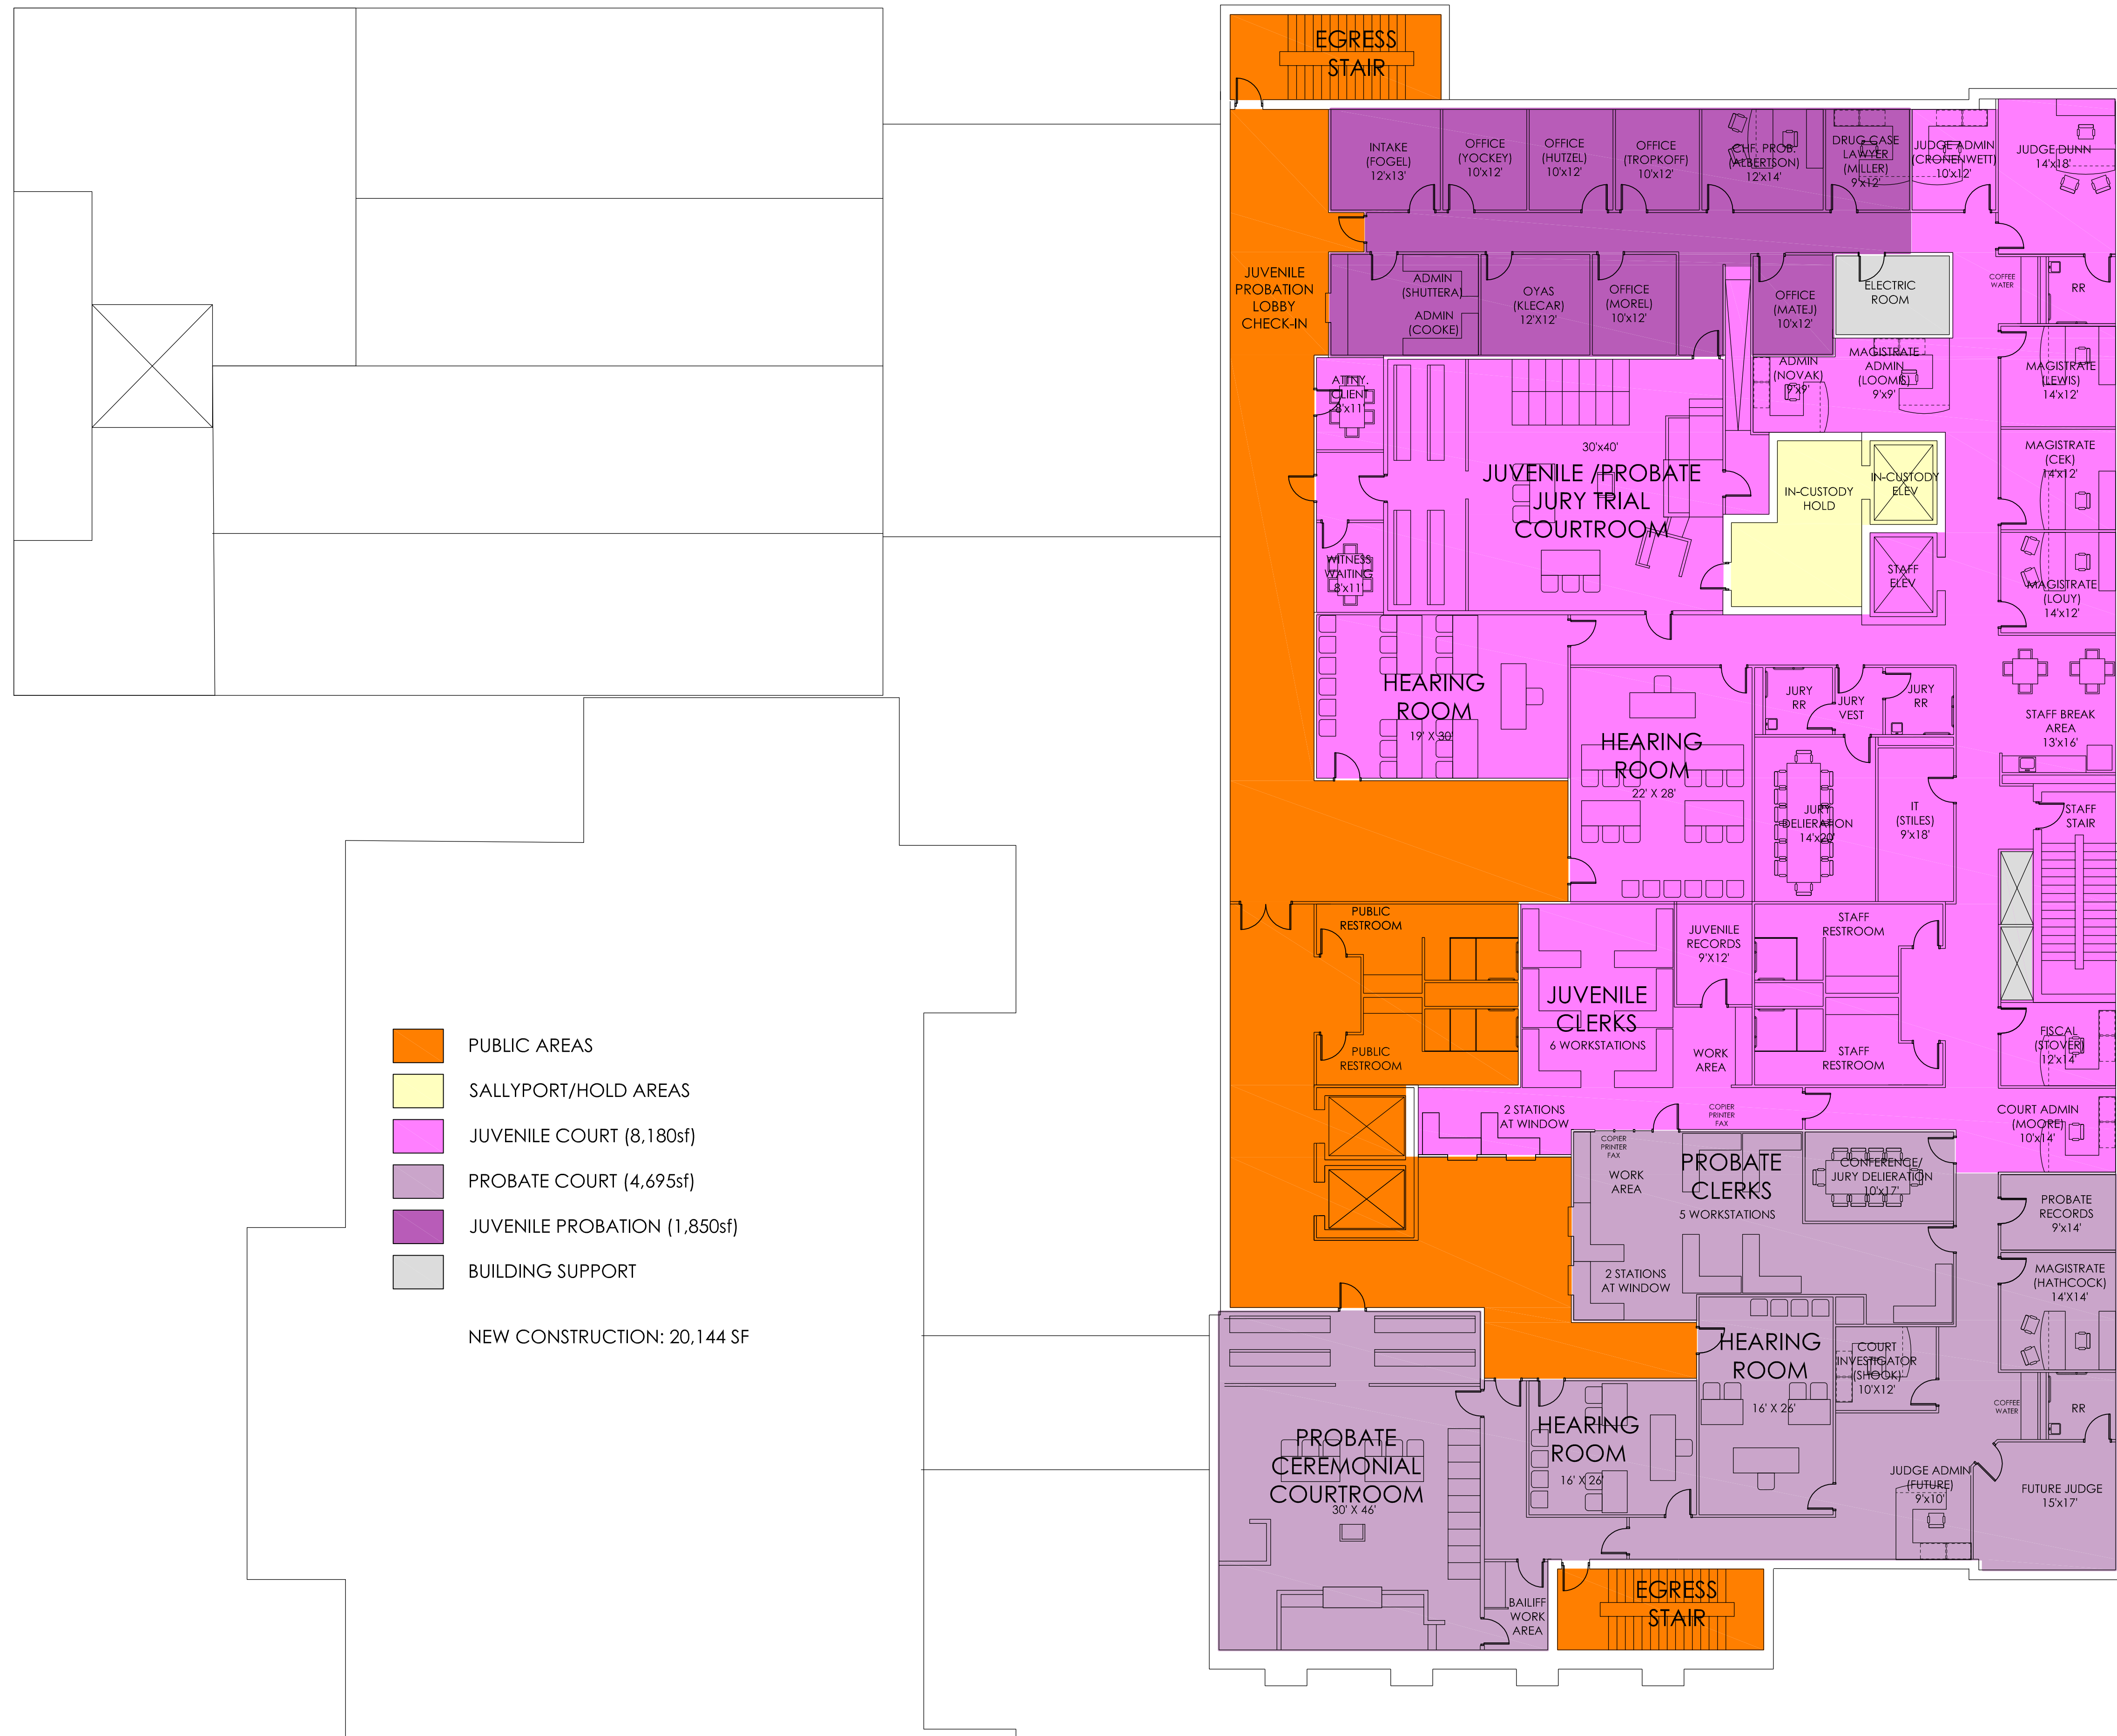 EGRESS
STAIR
INTAKE
(FOGEL)
12'x13'
OFFICE
(YOCKEY)
10'x12'
OFFICE
(HUTZEL)
10'x12'
OFFICE
(TROPKOFF)
10'x12'
CHF. PROB.
(ALBERTSON)
12'x14'
DRUG CASE
LAWYER
(MILLER)
9'x12'
JUDGE ADMIN
(CRONENWETT)
10'x12'
JUDGE DUNN
14'x18'
JUVENILE
PROBATION
LOBBY
CHECK-IN
ADMIN
(SHUTTERA)
ADMIN
(COOKE)
OYAS
(KLECAR)
12'X12'
OFFICE
(MOREL)
10'x12'
OFFICE
(MATEJ)
10'x12'
ELECTRIC
ROOM
COFFEE
WATER
RR
ATTNY.
CLIENT
8'x11'
ADMIN
(NOVAK)
9'x9'
MAGISTRATE
ADMIN
(LOOMIS)
9'x9'
MAGISTRATE
(LEWIS)
14'x12'
30'x40'
JUVENILE /PROBATE
JURY TRIAL
COURTROOM
IN-CUSTODY
HOLD
IN-CUSTODY
ELEV
MAGISTRATE
(CEK)
14'x12'
WITNESS
WAITING
8'x11'
STAFF
ELEV
MAGISTRATE
(LOUY)
14'x12'
HEARING
ROOM
19' X 30'
HEARING
ROOM
22' X 28'
JURY
RR
JURY
VEST
JURY
RR
STAFF BREAK
AREA
13'x16'
JURY
DELIERATION
14'x20'
IT
(STILES)
9'x18'
STAFF
STAIR
PUBLIC
RESTROOM
JUVENILE
RECORDS
9'X12'
STAFF
RESTROOM
JUVENILE
CLERKS
6 WORKSTATIONS
PUBLIC
RESTROOM
WORK
AREA
STAFF
RESTROOM
FISCAL
(STOVER)
12'x14'
2 STATIONS
AT WINDOW
COPIER
PRINTER
FAX
COURT ADMIN
(MOORE)
10'x14'
COPIER
PRINTER
FAX
WORK
AREA
PROBATE
CLERKS
5 WORKSTATIONS
CONFERENCE/
JURY DELIERATION
10'x17'
PROBATE
RECORDS
9'x14'
2 STATIONS
AT WINDOW
MAGISTRATE
(HATHCOCK)
14'X14'
HEARING
ROOM
16' X 26'
COURT
INVESTIGATOR
(SHOOK)
10'X12'
COFFEE
WATER
RR
PROBATE
CEREMONIAL
COURTROOM
30' X 46'
HEARING
ROOM
16' X 26'
JUDGE ADMIN
(FUTURE)
9'x10'
FUTURE JUDGE
15'x17'
BAILIFF
WORK
AREA
EGRESS
STAIR
PUBLIC AREAS
SALLYPORT/HOLD AREAS
JUVENILE COURT (8,180sf)
PROBATE COURT (4,695sf)
JUVENILE PROBATION (1,850sf)
BUILDING SUPPORT
NEW CONSTRUCTION: 20,144 SF